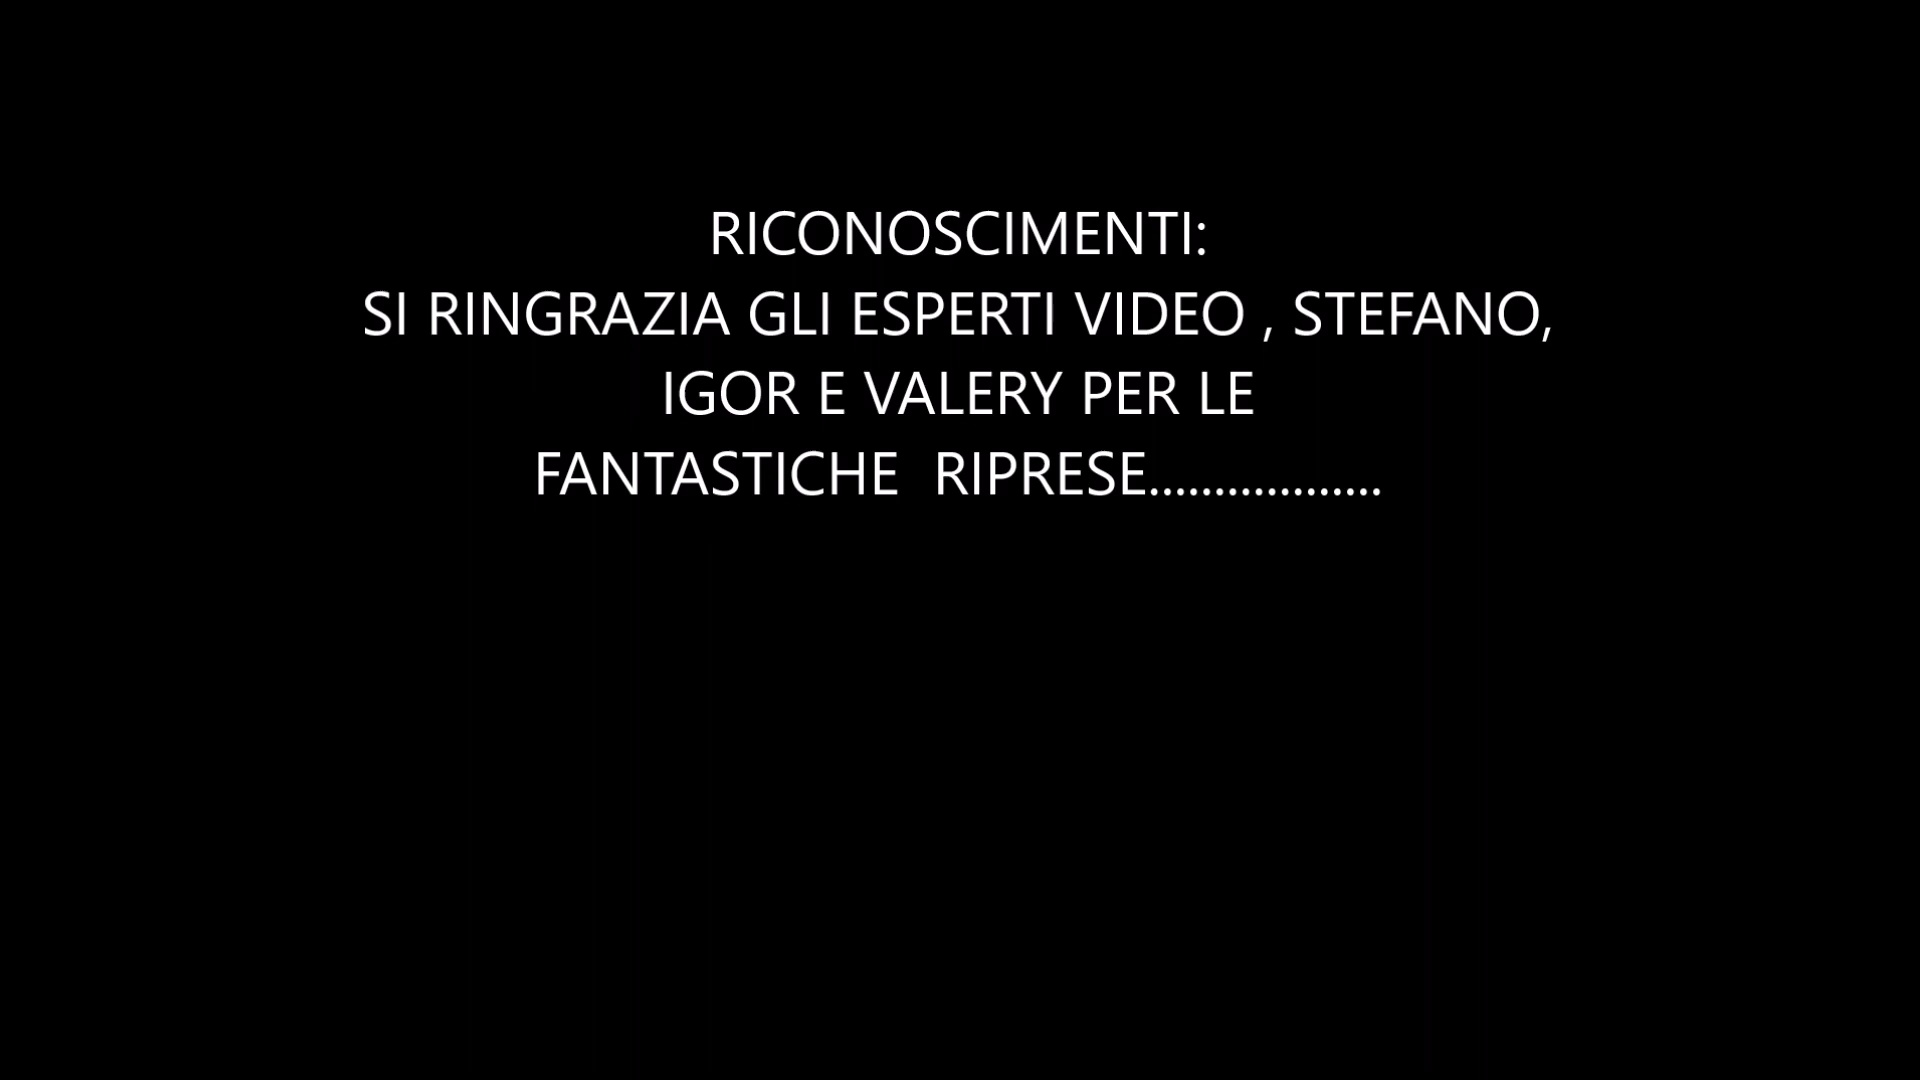 RICONOSCIMENTI:
SI RINGRAZIA GLI ESPERTI VIDEO , STEFANO,
IGOR E VALERY PER LE
FANTASTICHE  RIPRESE..................